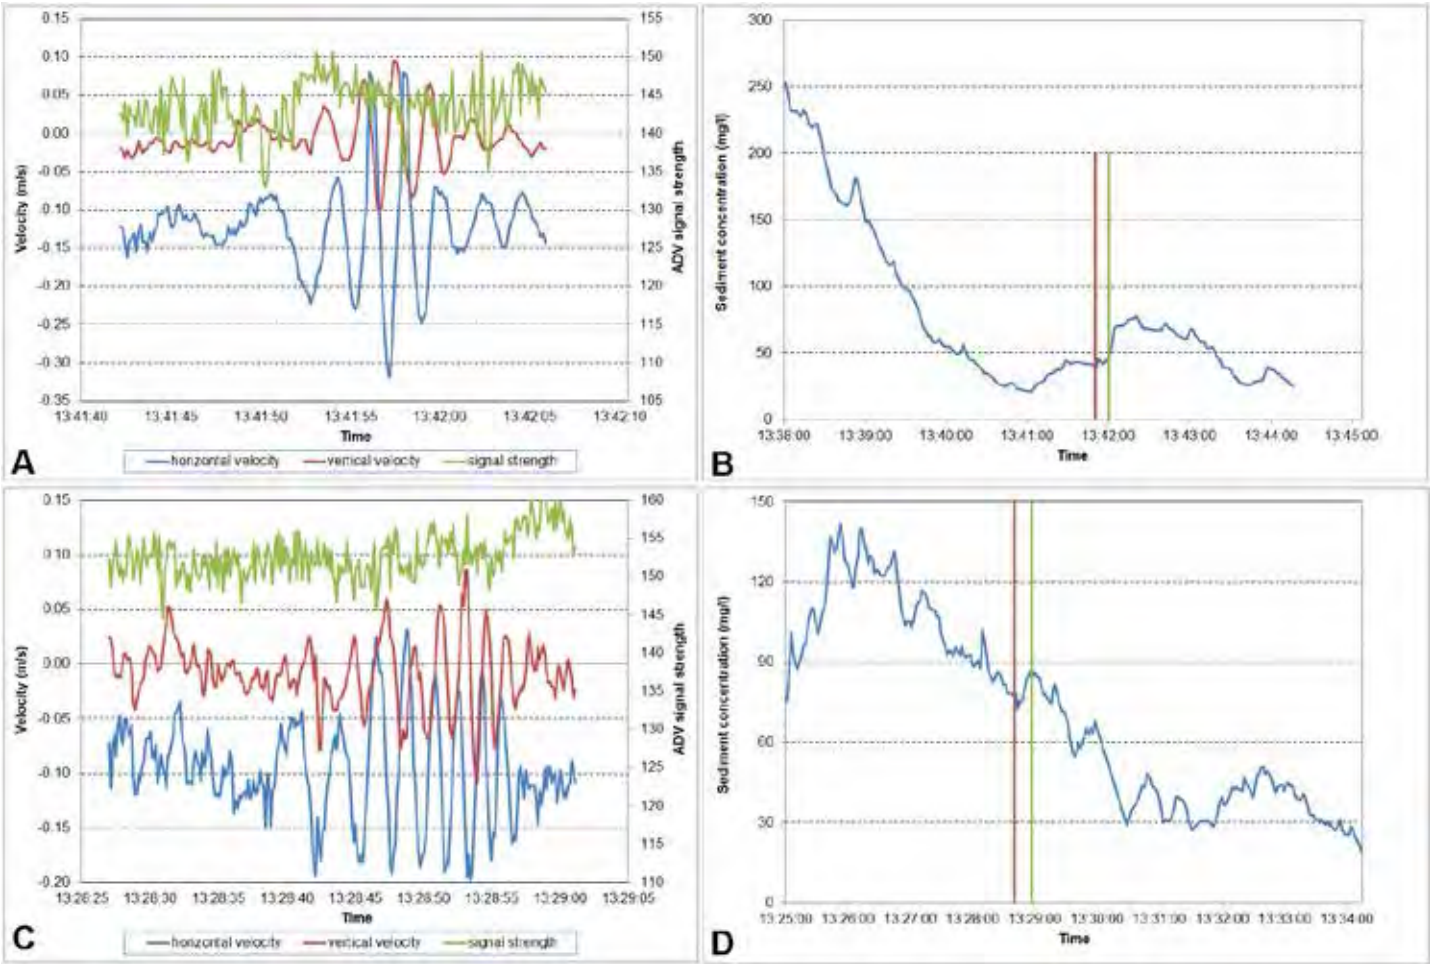 0.15
0.10
0.05
0.00
-0.05
0.10
-0.15
-0.20
-0.25
-0.30
-0.35
Velocity (m/s)
155
150
145
140
135
130
125
120
115
110
105
ADV signal strength
13:41:40 13:41:45 13:41:50 13:41:55 13:42:00 13:42:05 13:42:10
Time
A
horizontal velocity vertical velocity signal strength
300
250
200
150
100
50
0
Sediment concentration (mg/l)
13:38:00 13:39:00 13:40:00 13:41:00 13:42:00 13:43:00 13:44:00 13:45:00
Time
B
0.15
0.10
0.05
0.00
-0.05
-0.10
-0.15
-0.20
Velocity (m/s)
160
155
150
145
140
135
130
125
120
115
110
ADV signal strength
13:28:25 13:28:30 13:28:35 13:28:40 13:28:45 13:28:50 13:28:55 13:29:00 13:29:05
Time
C
horizontal velocity vertical velocity signal strength
150
120
90
60
30
0
Sediment concentration (mg/l)
13:25:00 13:26:00 13:27:00 13:28:00 13:29:00 13:30:00 13:31:00 13:32:00 13:33:00 13:34:00
Time
D